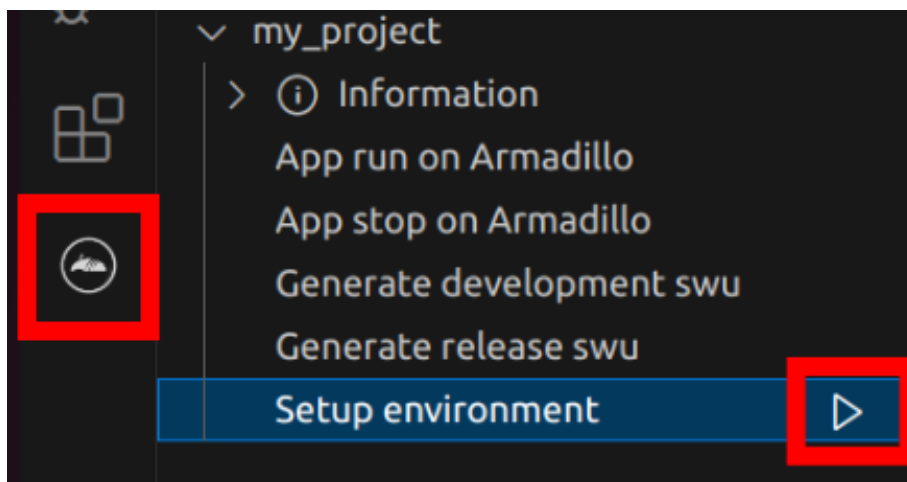 my_project
Information
App run on Armadillo
App stop on Armadillo
Generate development swu
Generate release swu
Setup environment